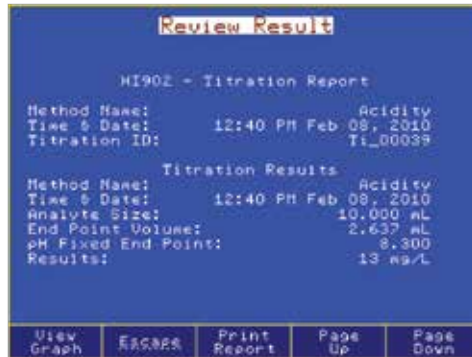 Review Result
HI902 - Titration Report
Method Name: Acidity
Time & Date: 12:40 PM Feb 08, 2010
Titration ID: Ti_00039
Titration Results
Method Name: Acidity
Time & Date: 12:40 PM Feb 08, 2010
Analyte Size: 10.000 mL
End Point Volume: 2.637 mL
pH Fixed End Point: 8.300
Results: 13 mg/L
View Graph Escape Print Report Page Up Page Down